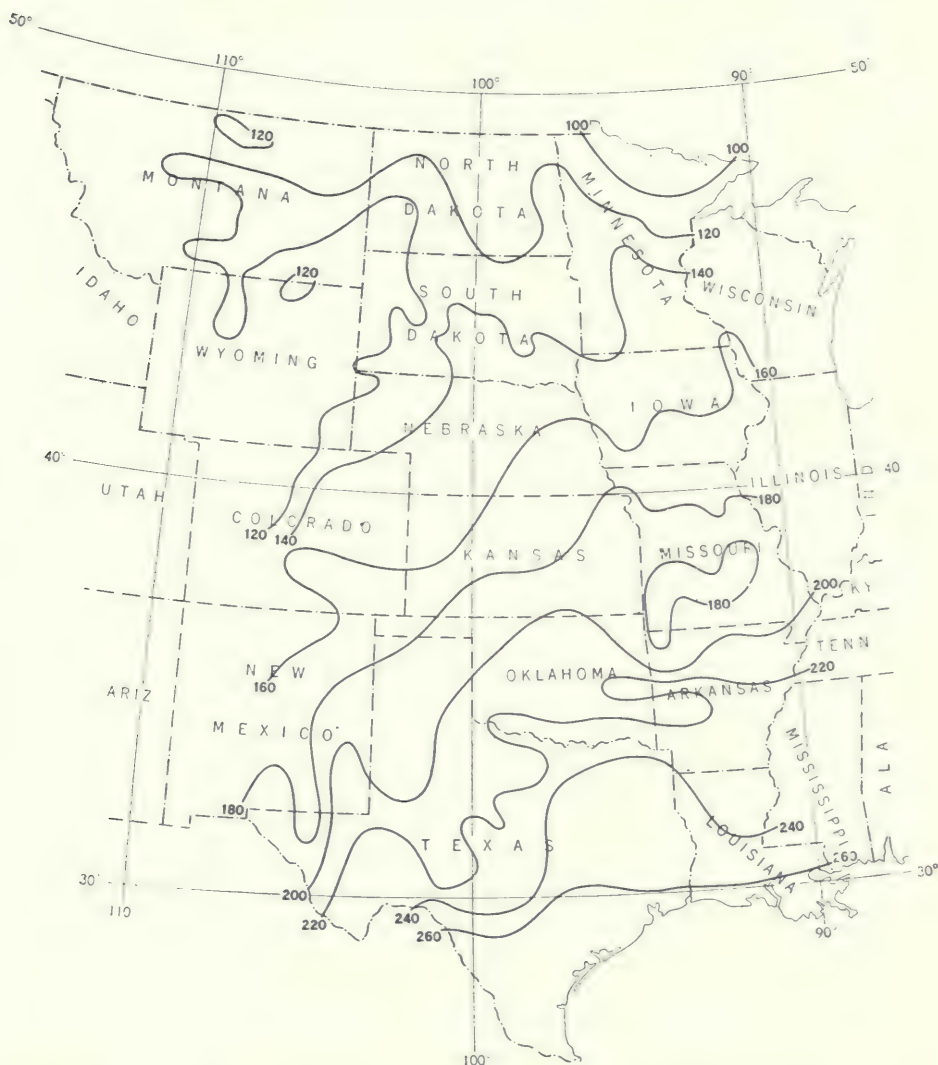 50°
110°
100°
90°
50°
100
100
120
NORTH
MONTANA
DAKOTA
MINNESOTA
120
120
140
IDAHO
SOUTH
WISCONSIN
WYOMING
DAKOTA
160
IOWA
NEBRASKA
40°
UTAH
ILLINOIS
IND
40
COLORADO
180
120
140
KANSAS
MISSOURI
180
200
KY
TENN
NEW
OKLAHOMA
220
160
ARIZ
ARKANSAS
MEXICO
MISSISSIPPI
ALA
180
240
TEXAS
LOUISIANA
260
30°
30°
200
110
220
240
260
90°
100°